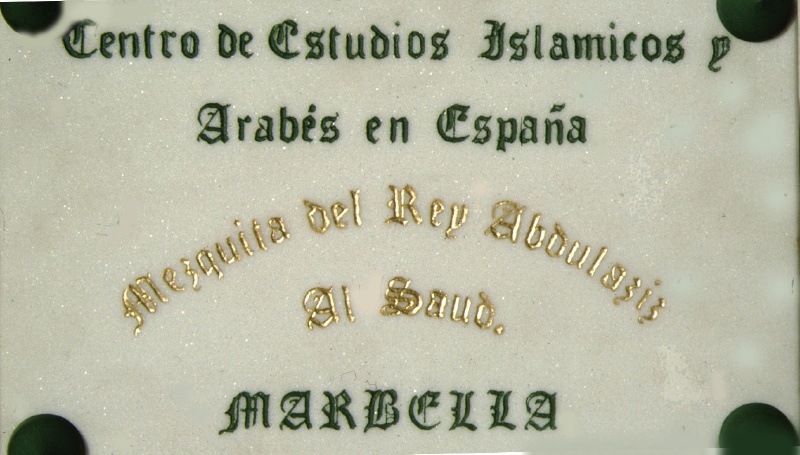 Centro de Estudios Islamicos y
Arabés en España
Mezquita del Rey Abdulaziz
Al Saud.
MARBELLA